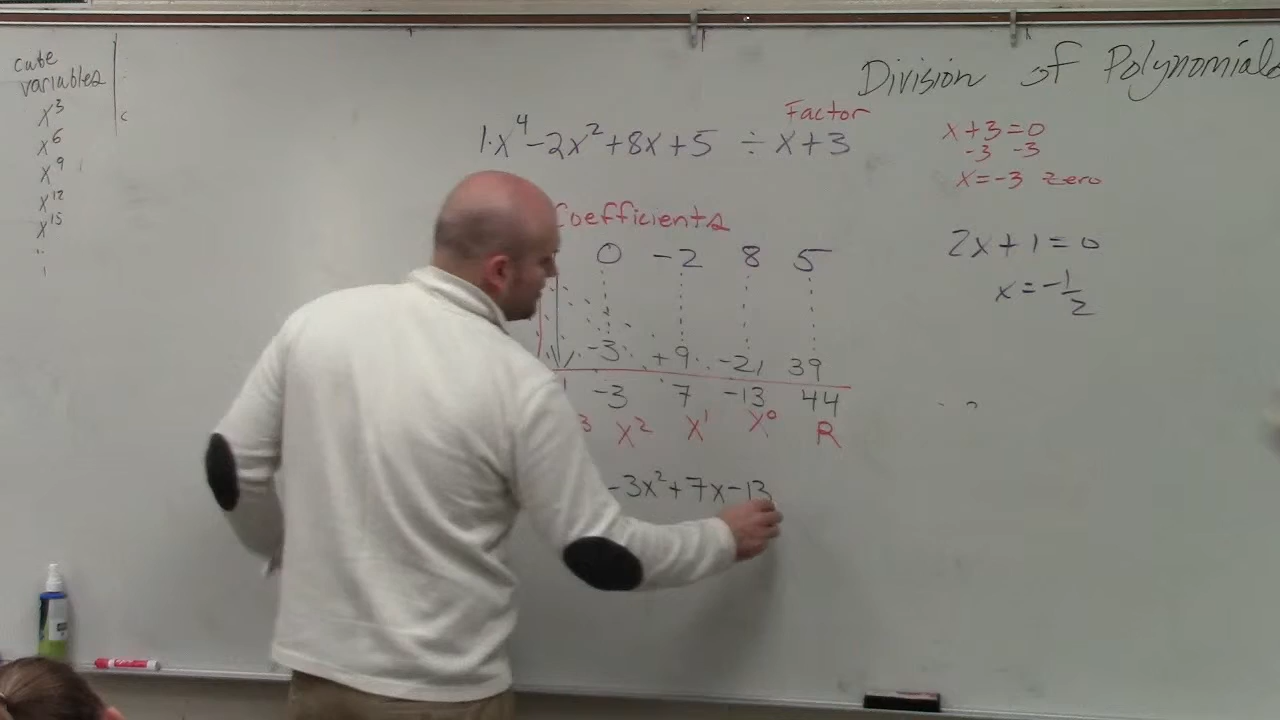 cube
variables
x³
x⁶
x⁹
x¹²
x¹⁵
Division of Polynomials
Factor
1·x⁴-2x²+8x+5 ÷ x+3
x+3=0
-3 -3
x=-3 zero
2x+1=0
x=-1/2
Coefficients
0 -2 8 5
-3 +9 -21 39
1 -3 7 -13 44
3 x² x¹ x⁰ R
-3x²+7x-13